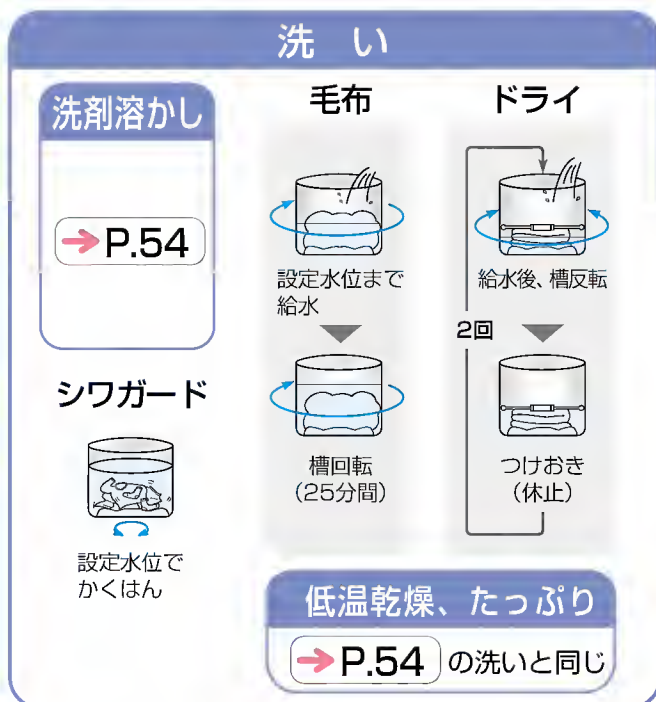 洗 い
洗剤溶かし
→P.54
シワガード
設定水位で
かくはん
毛布
設定水位まで
給水
槽回転
(25分間)
ドライ
給水後、槽反転
2回
つけおき
(休止)
低温乾燥、たっぷり
→P.54 の洗いと同じ